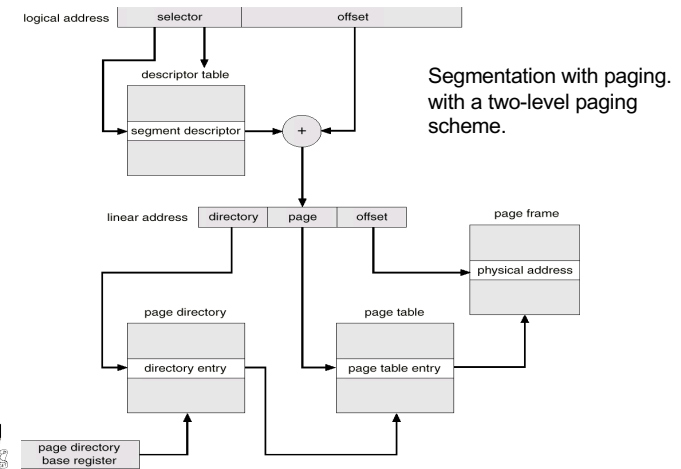 logical address
selector
offset
descriptor table
segment descriptor
+
Segmentation with paging.
with a two-level paging
scheme.
linear address
directory
page
offset
page frame
physical address
page directory
page table
directory entry
page table entry
page directory
base register